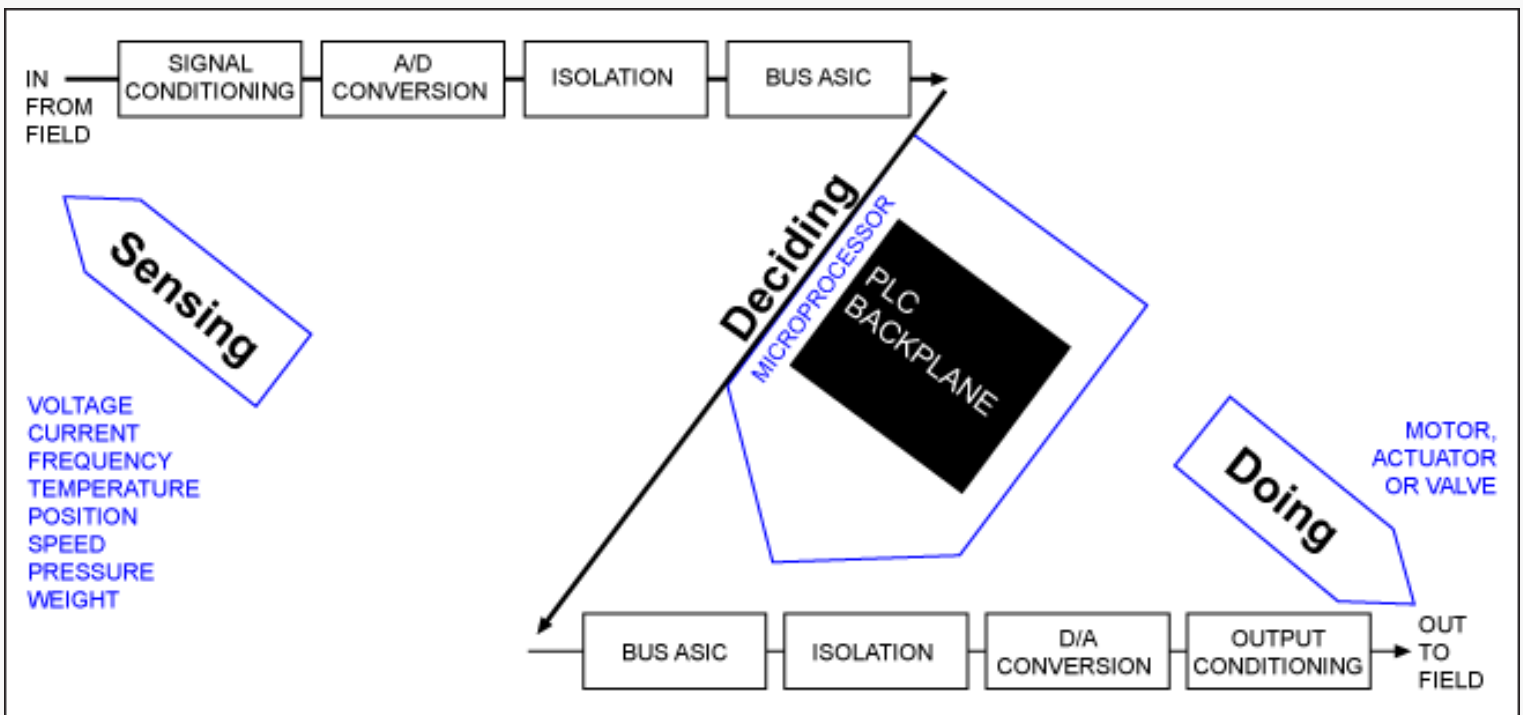 IN
FROM
FIELD
SIGNAL
CONDITIONING
A/D
CONVERSION
ISOLATION
BUS ASIC
Sensing
Deciding
MICROPROCESSOR
PLC
BACKPLANE
VOLTAGE
CURRENT
FREQUENCY
TEMPERATURE
POSITION
SPEED
PRESSURE
WEIGHT
Doing
MOTOR,
ACTUATOR
OR VALVE
BUS ASIC
ISOLATION
D/A
CONVERSION
OUTPUT
CONDITIONING
OUT
TO
FIELD